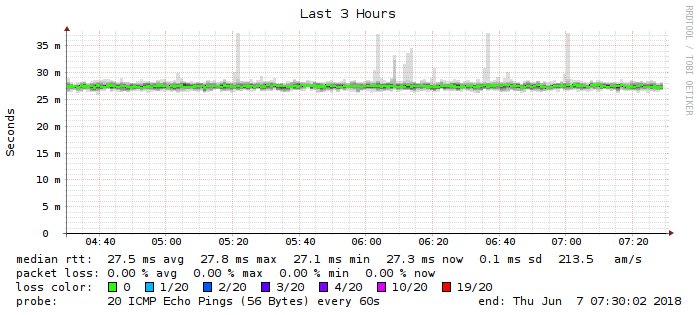 Last 3 Hours
RRDTOOL / TOBI OETIKER
Seconds
35 m
30 m
25 m
20 m
15 m
10 m
5 m
0
04:40 05:00 05:20 05:40 06:00 06:20 06:40 07:00 07:20
median rtt: 27.5 ms avg 27.8 ms max 27.1 ms min 27.3 ms now 0.1 ms sd 213.5 am/s
packet loss: 0.00 % avg 0.00 % max 0.00 % min 0.00 % now
loss color: 0 1/20 2/20 3/20 4/20 10/20 19/20
probe: 20 ICMP Echo Pings (56 Bytes) every 60s end: Thu Jun 7 07:30:02 2018